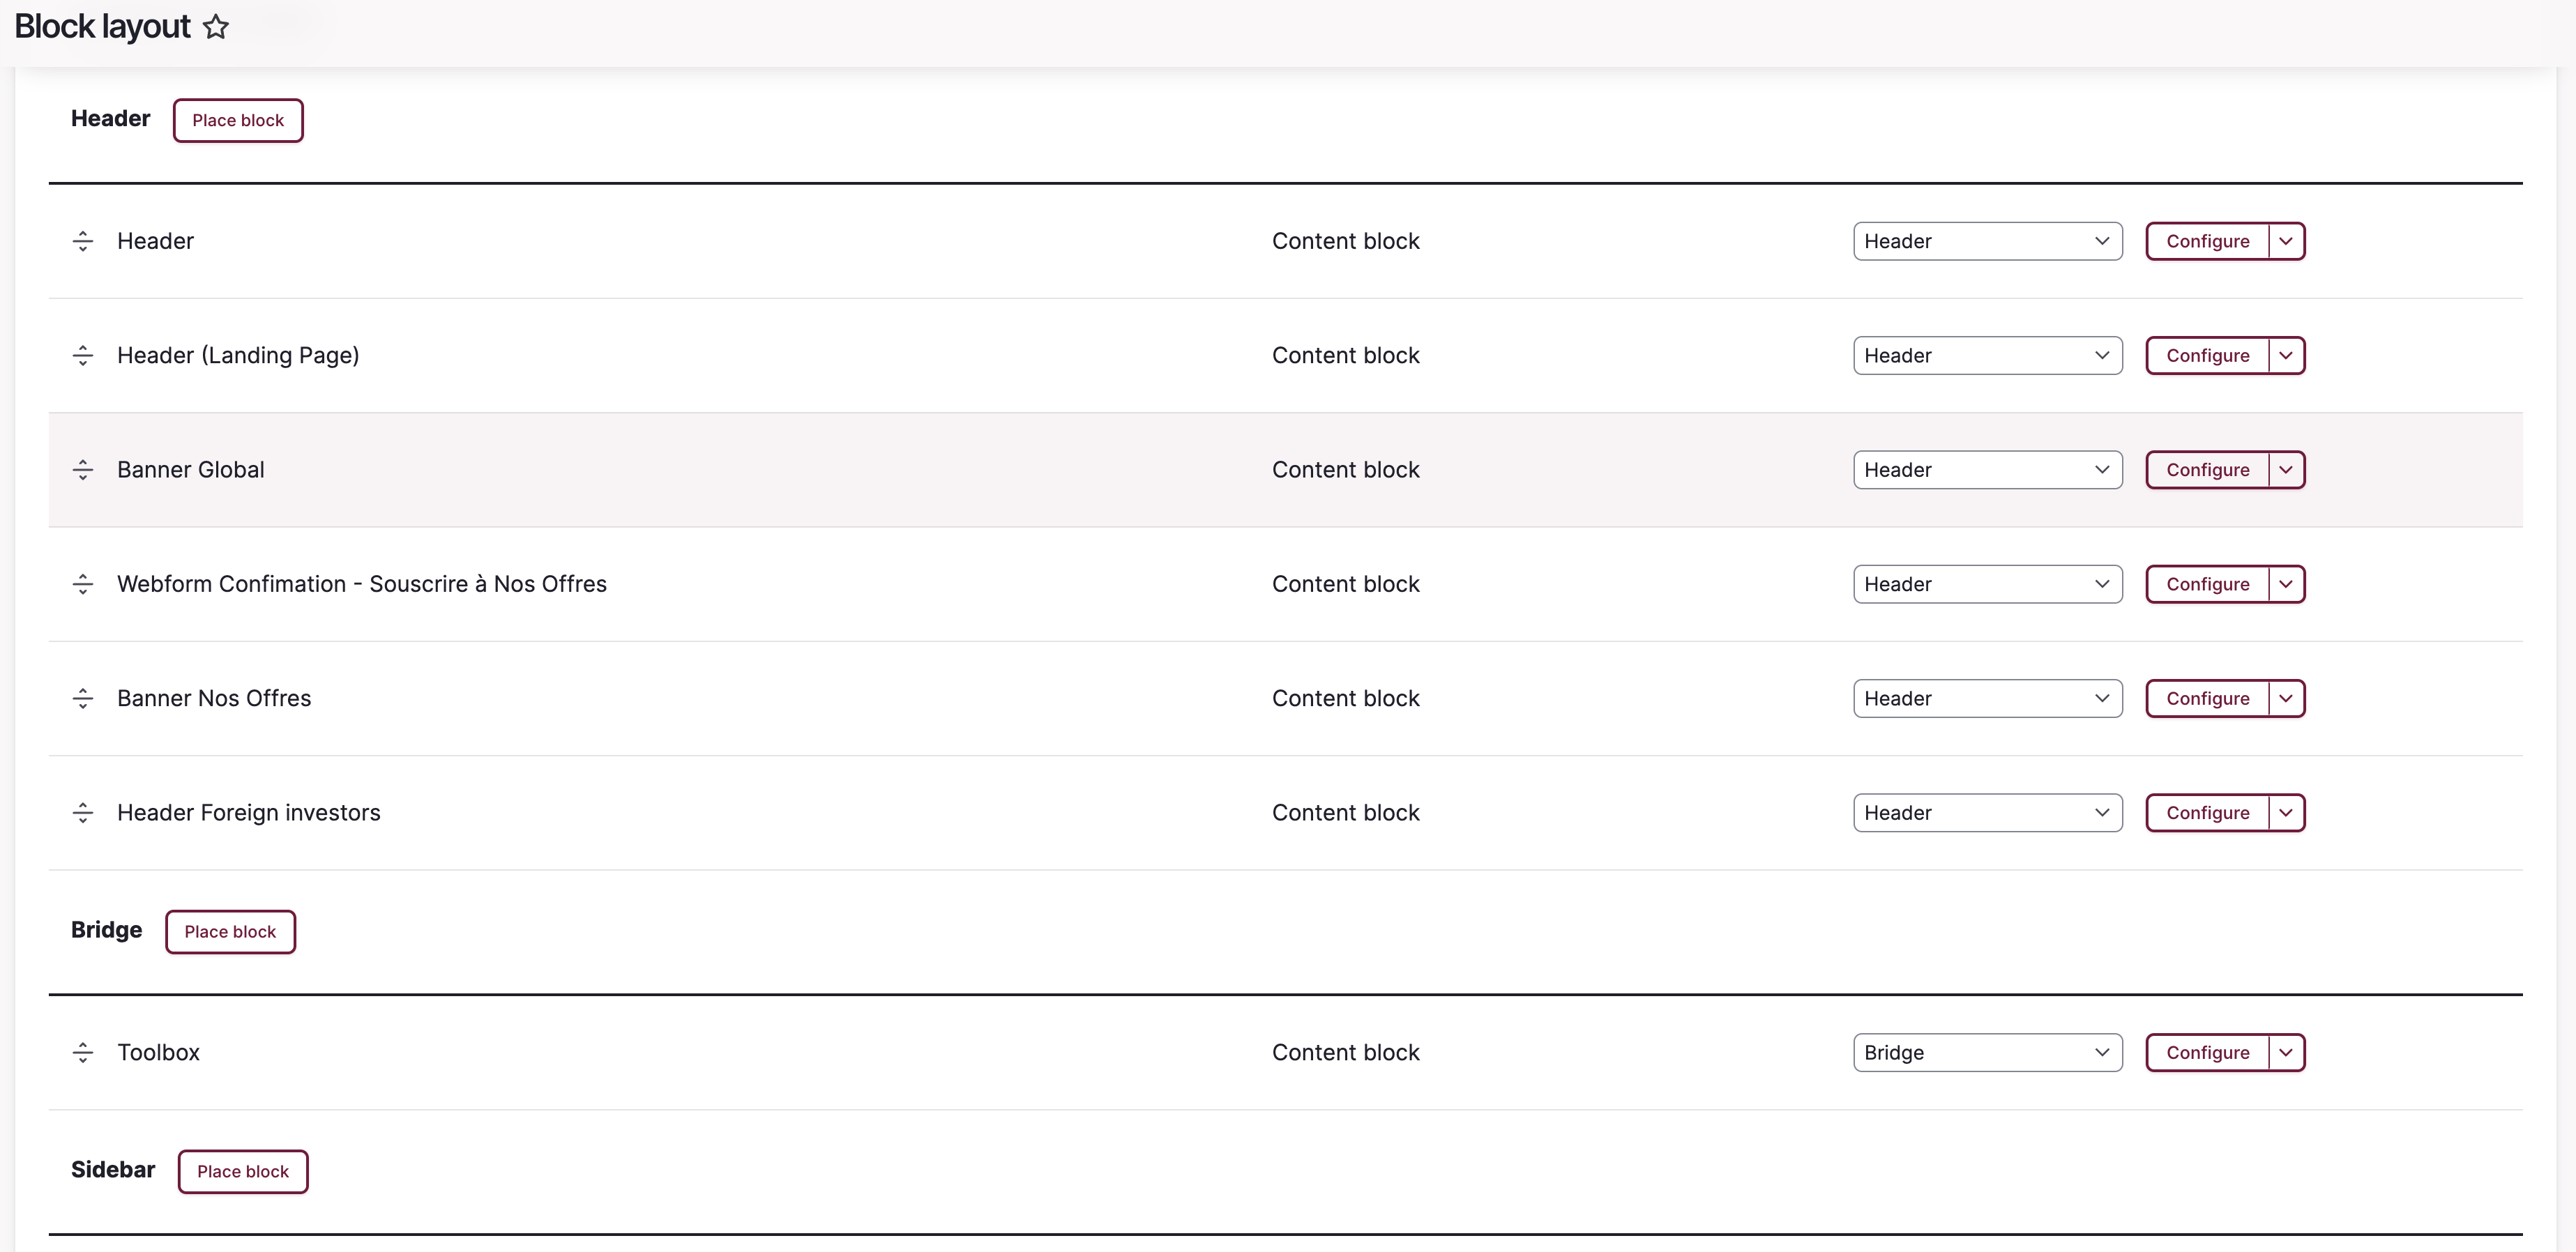 Block layout
Header Place block
Header Content block Header Configure
Header (Landing Page) Content block Header Configure
Banner Global Content block Header Configure
Webform Confimation - Souscrire à Nos Offres Content block Header Configure
Banner Nos Offres Content block Header Configure
Header Foreign investors Content block Header Configure
Bridge Place block
Toolbox Content block Bridge Configure
Sidebar Place block